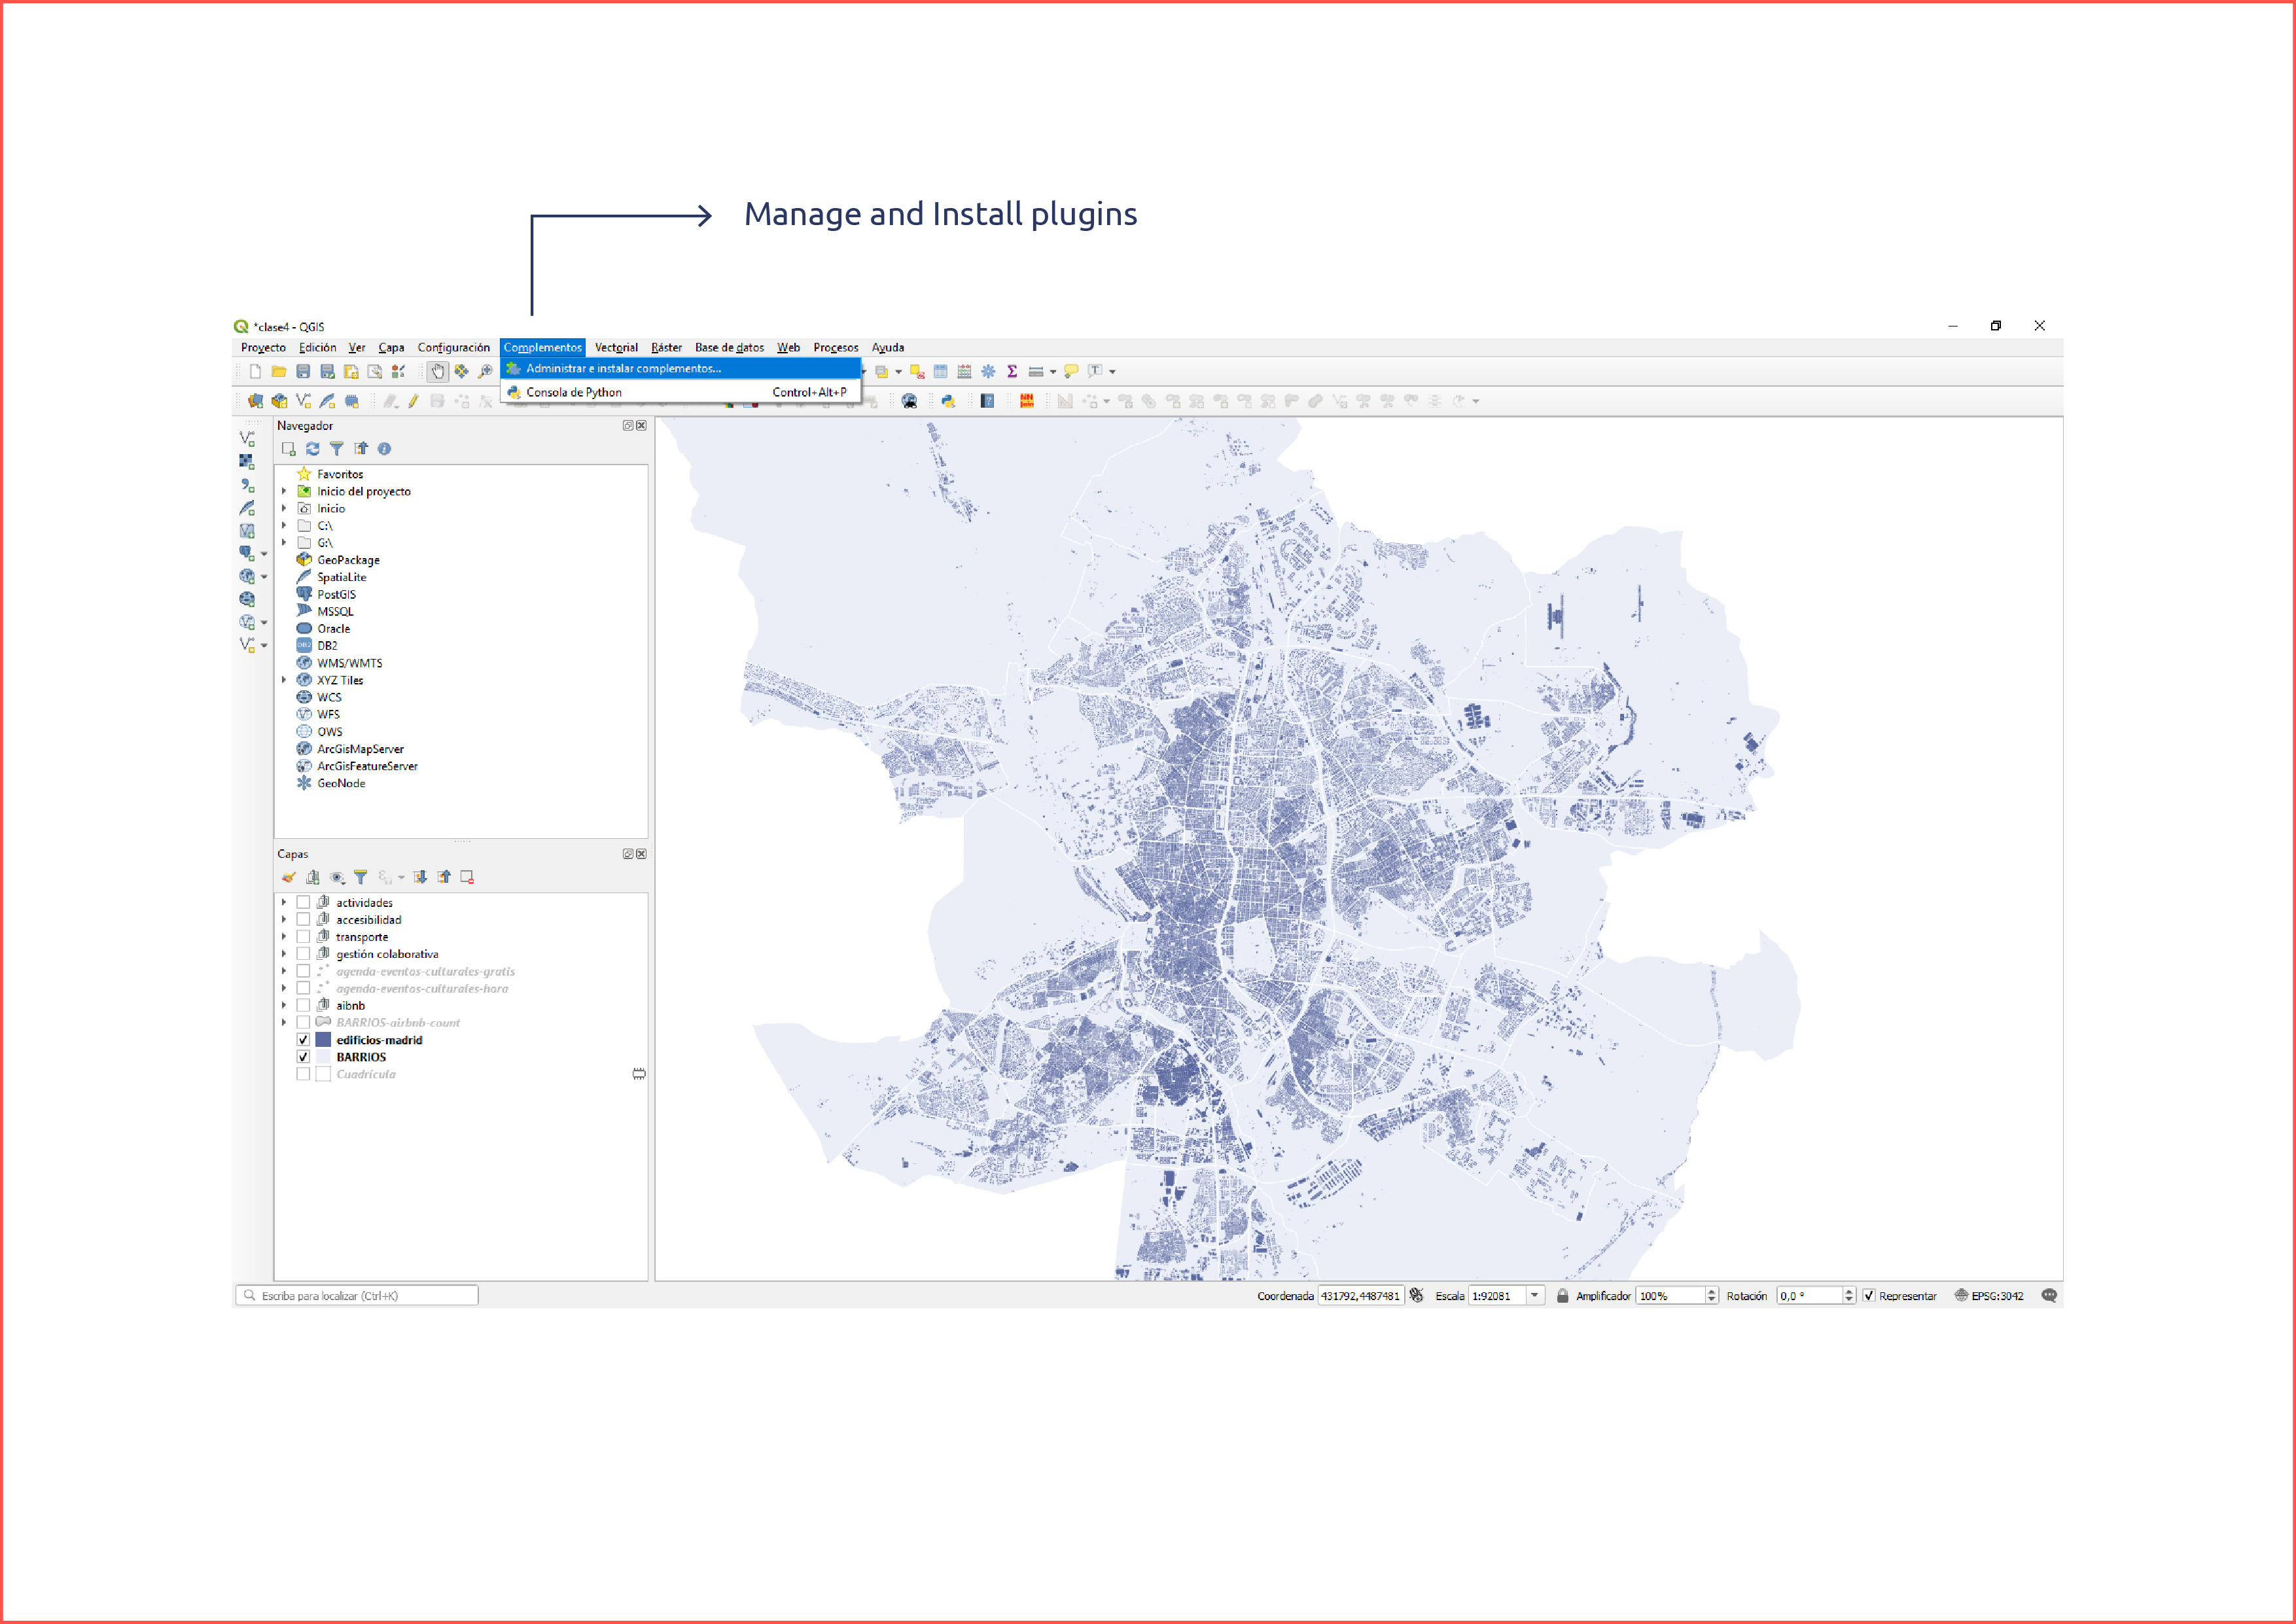 Manage and Install plugins
*clase4 - QGIS
Proyecto Edición Ver Capa Configuración Complementos Vectorial Ráster Base de datos Web Procesos Ayuda
Administrar e instalar complementos...
Consola de Python Control+Alt+P
Navegador
Favoritos
Inicio del proyecto
Inicio
C:\
G:\
GeoPackage
SpatiaLite
PostGIS
MSSQL
Oracle
DB2
WMS/WMTS
XYZ Tiles
WCS
WFS
OWS
ArcGisMapServer
ArcGisFeatureServer
GeoNode
Capas
actividades
accesibilidad
transporte
gestión colaborativa
agenda-eventos-culturales-gratis
agenda-eventos-culturales-hora
aibnb
BARRIOS-airbnb-count
edificios-madrid
BARRIOS
Cuadrícula
Escriba para localizar (Ctrl+K) Coordenada 431792,4487481 Escala 1:92081 Amplificador 100% Rotación 0,0 ° Representar EPSG:3042